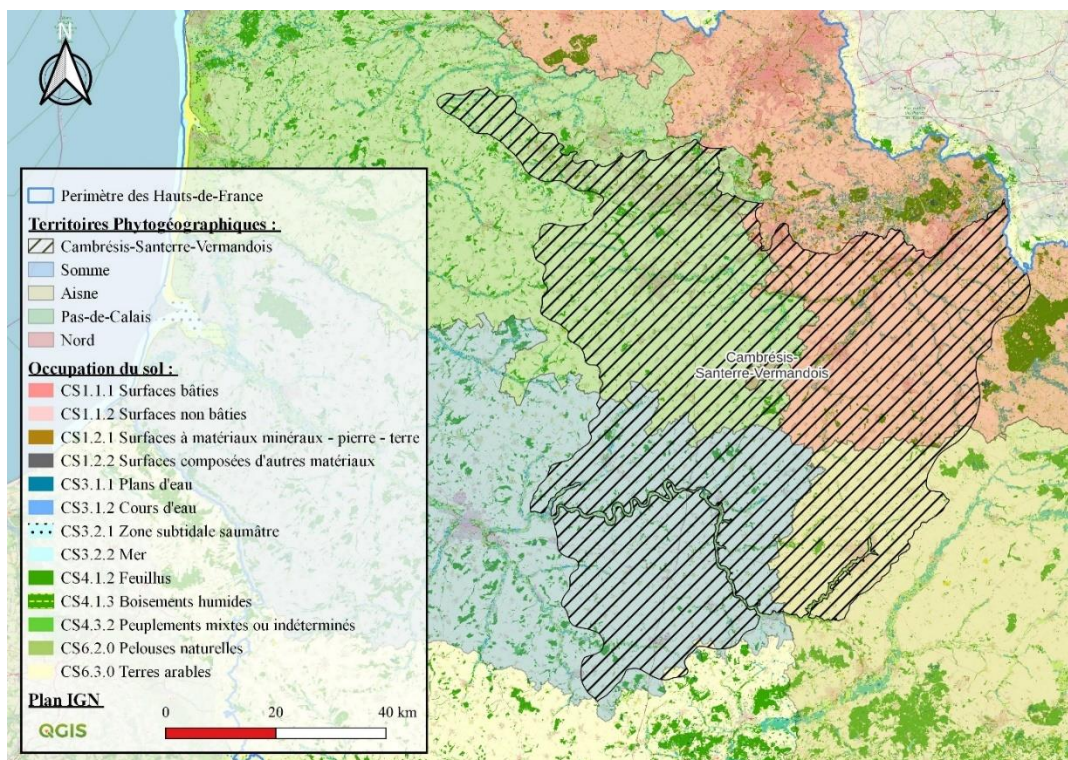 N
Perimètre des Hauts-de-France
Territoires Phytogéographiques :
Cambrésis-Santerre-Vermandois
Somme
Aisne
Pas-de-Calais
Nord
Occupation du sol :
CS1.1.1 Surfaces bâties
CS1.1.2 Surfaces non bâties
CS1.2.1 Surfaces à matériaux minéraux - pierre - terre
CS1.2.2 Surfaces composées d'autres matériaux
CS3.1.1 Plans d'eau
CS3.1.2 Cours d'eau
CS3.2.1 Zone subtidale saumâtre
CS3.2.2 Mer
CS4.1.2 Feuillus
CS4.1.3 Boisements humides
CS4.3.2 Peuplements mixtes ou indéterminés
CS6.2.0 Pelouses naturelles
CS6.3.0 Terres arables
Plan IGN
QGIS
0 20 40 km
Cambrésis-
Santerre-Vermandois